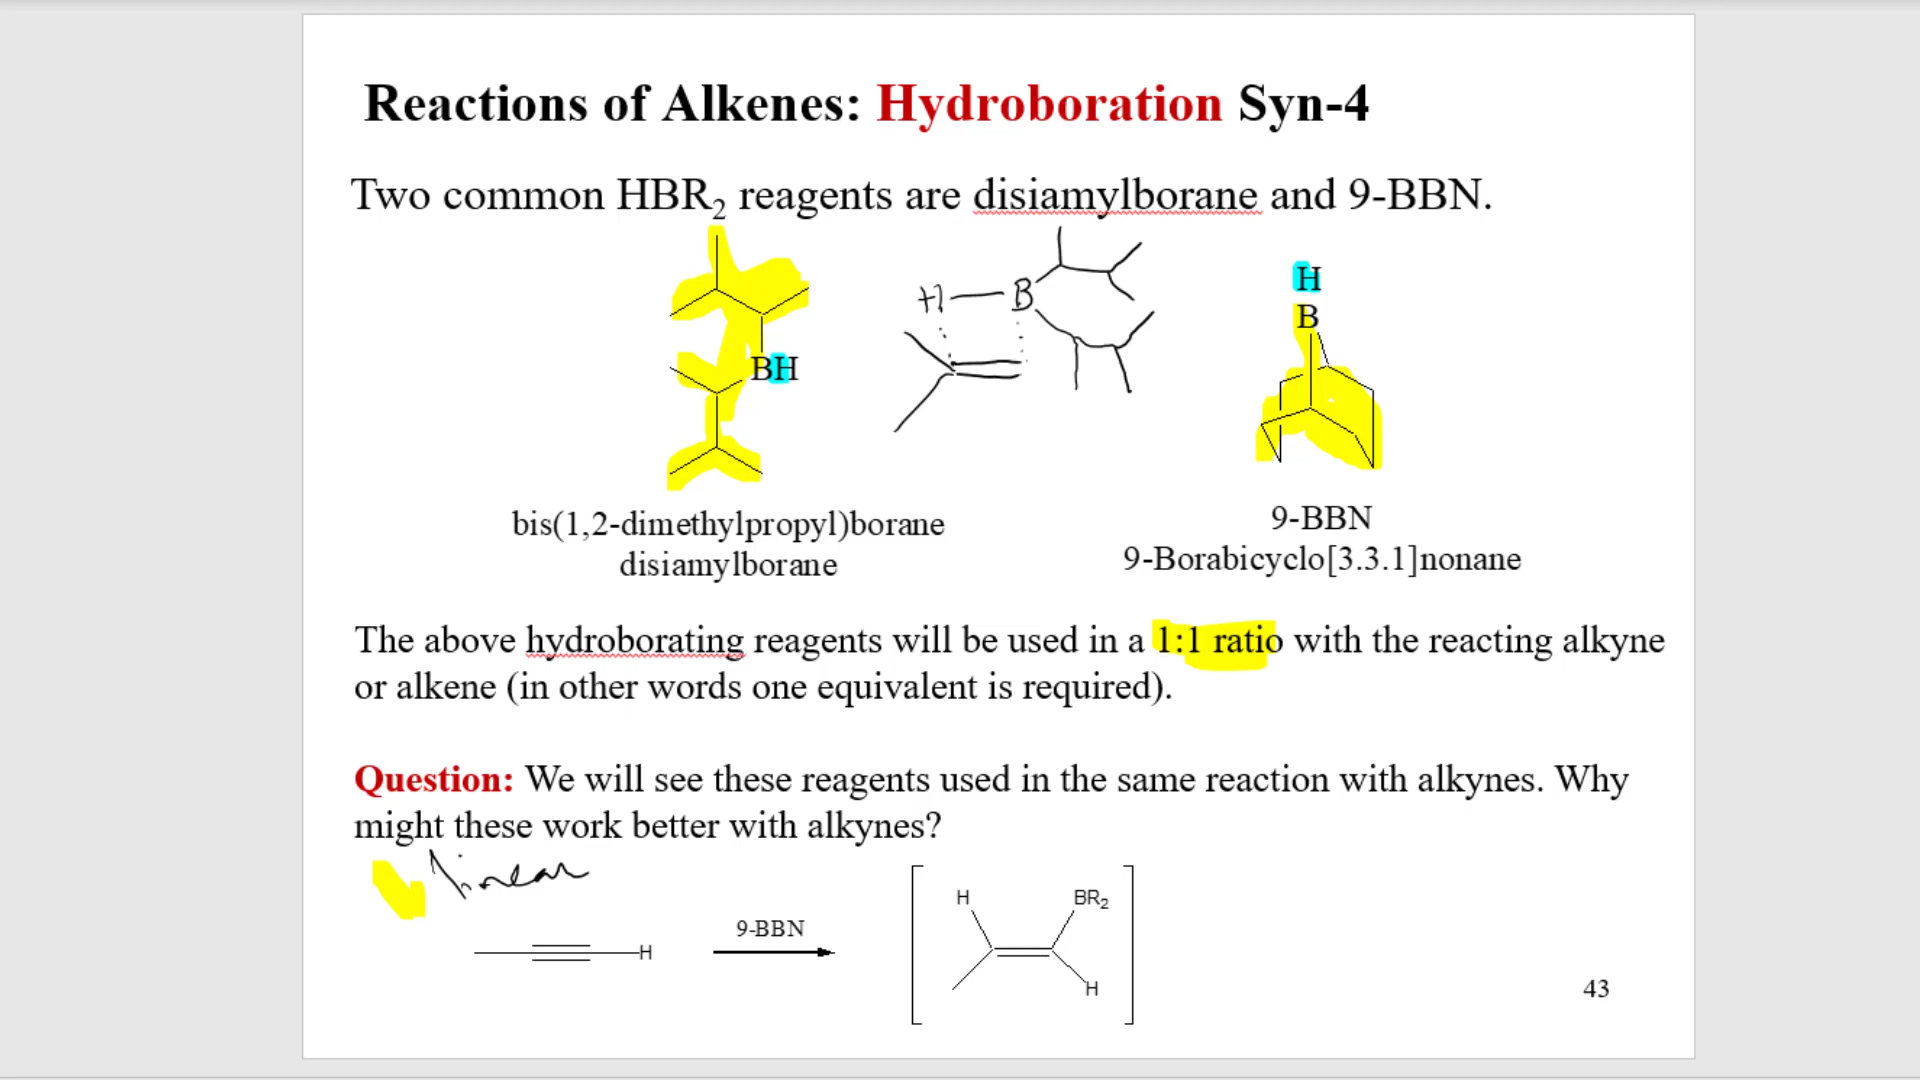 Reactions of Alkenes: Hydroboration Syn-4
Two common HBR₂ reagents are disiamylborane and 9-BBN.
H
H B
B
BH
bis(1,2-dimethylpropyl)borane
disiamylborane
9-BBN
9-Borabicyclo[3.3.1]nonane
The above hydroborating reagents will be used in a 1:1 ratio with the reacting alkyne
or alkene (in other words one equivalent is required).
Question: We will see these reagents used in the same reaction with alkynes. Why
might these work better with alkynes?
linear
H BR₂
9-BBN
H
H
43